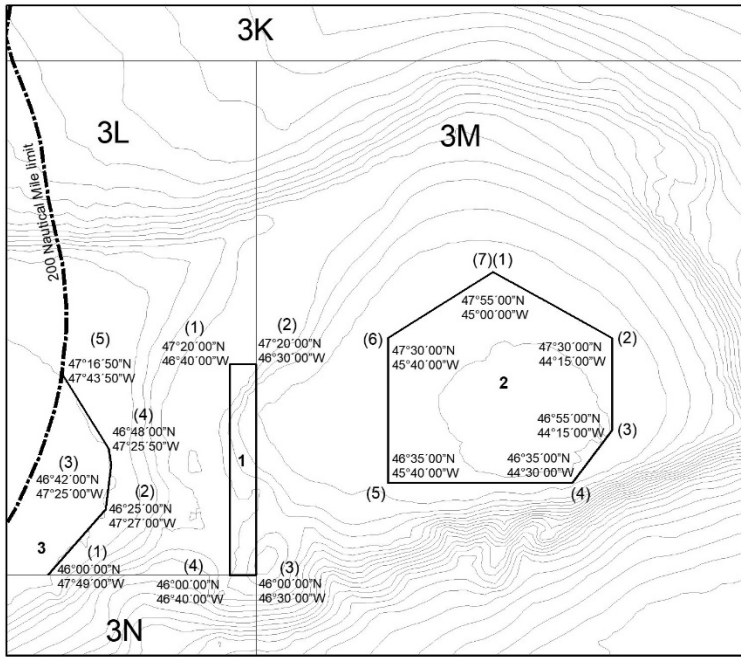 3K
3L
3M
200 Nautical Mile limit
(7)(1)
47°55´00"N
45°00´00"W
(1)
47°20´00"N
46°40´00"W
(2)
47°20´00"N
46°30´00"W
(6)
47°30´00"N
45°40´00"W
47°30´00"N
44°15´00"W
(2)
(5)
47°16´50"N
47°43´50"W
2
(4)
46°48´00"N
47°25´50"W
46°55´00"N
44°15´00"W
(3)
(3)
46°42´00"N
47°25´00"W
1
46°35´00"N
45°40´00"W
46°35´00"N
44°30´00"W
(5)
(4)
(2)
46°25´00"N
47°27´00"W
3
(1)
46°00´00"N
47°49´00"W
(4)
46°00´00"N
46°40´00"W
(3)
46°00´00"N
46°30´00"W
3N